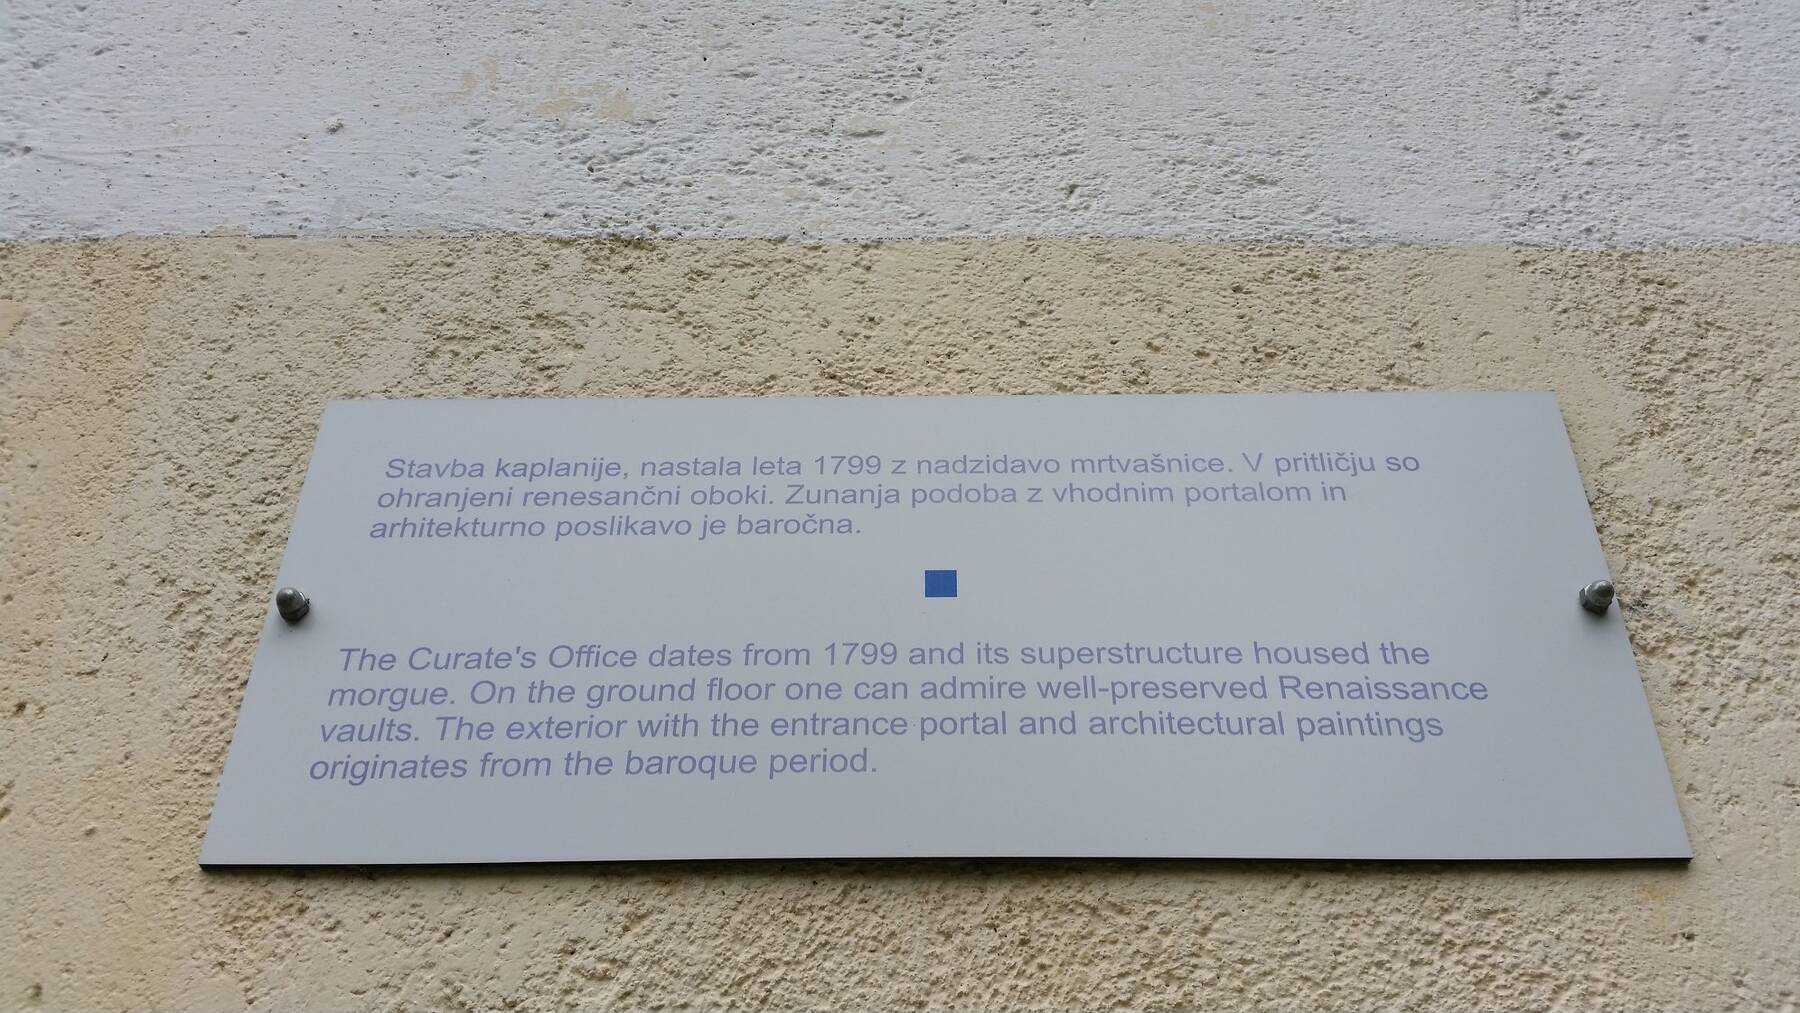 Stavba kaplanije, nastala leta 1799 z nadzidavo mrtvašnice. V pritličju so
ohranjeni renesančni oboki. Zunanja podoba z vhodnim portalom in
arhitekturno poslikavo je baročna.
The Curate's Office dates from 1799 and its superstructure housed the
morgue. On the ground floor one can admire well-preserved Renaissance
vaults. The exterior with the entrance portal and architectural paintings
originates from the baroque period.